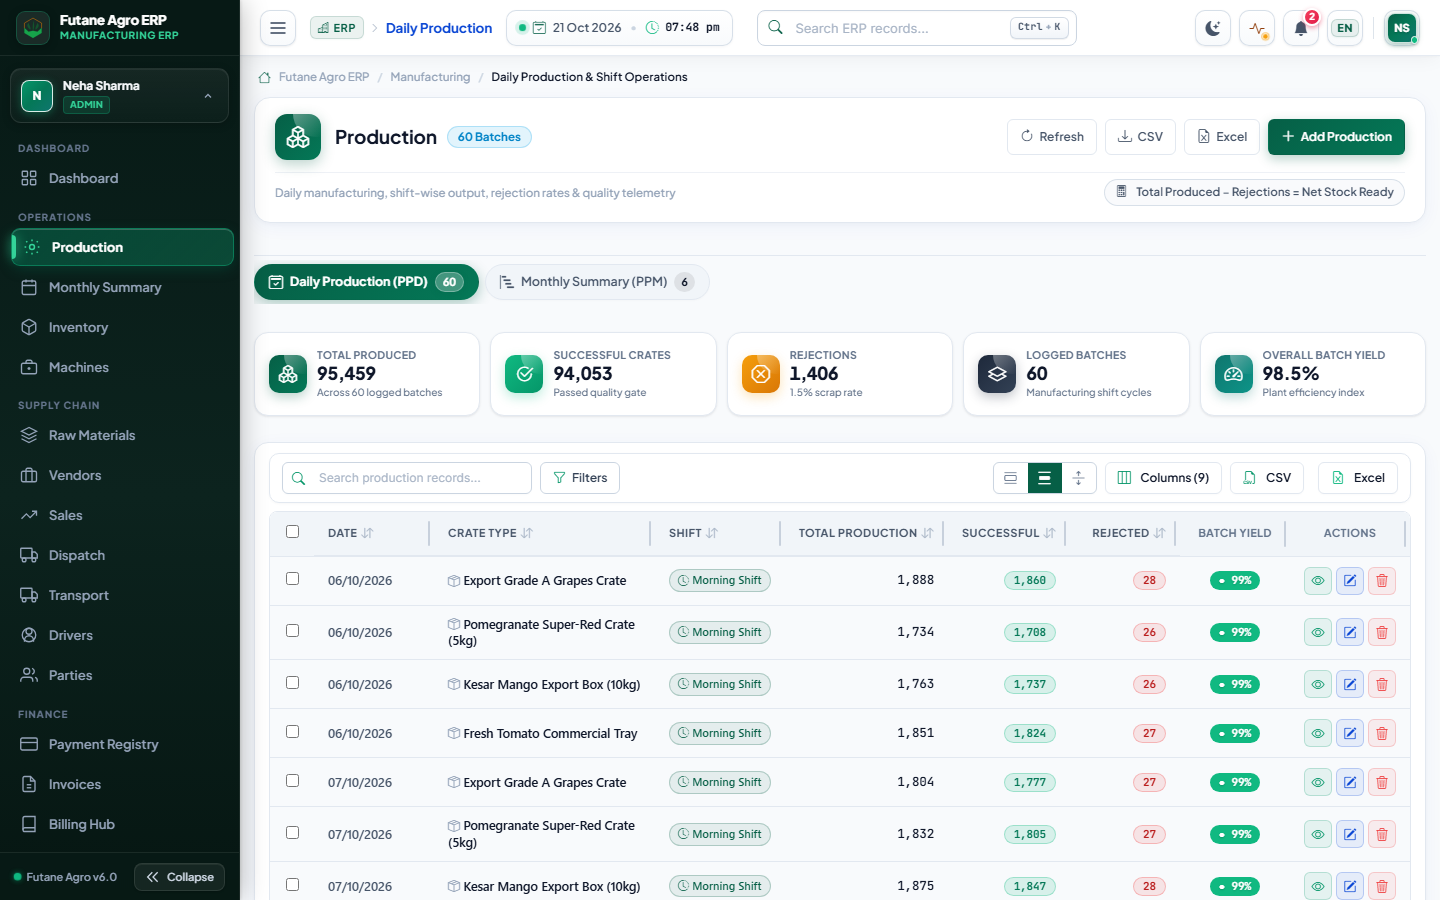 Futane Agro ERP
MANUFACTURING ERP
N
Neha Sharma
ADMIN
DASHBOARD
Dashboard
OPERATIONS
Production
Monthly Summary
Inventory
Machines
SUPPLY CHAIN
Raw Materials
Vendors
Sales
Dispatch
Transport
Drivers
Parties
FINANCE
Payment Registry
Invoices
Billing Hub
Futane Agro v6.0
Collapse
ERP
Daily Production
21 Oct 2026
07:48 pm
Search ERP records...
Ctrl + K
2
EN
NS
Futane Agro ERP / Manufacturing / Daily Production & Shift Operations
Production
60 Batches
Refresh
CSV
Excel
Add Production
Daily manufacturing, shift-wise output, rejection rates & quality telemetry
Total Produced − Rejections = Net Stock Ready
Daily Production (PPD) 60
Monthly Summary (PPM) 6
TOTAL PRODUCED
95,459
Across 60 logged batches
SUCCESSFUL CRATES
94,053
Passed quality gate
REJECTIONS
1,406
1.5% scrap rate
LOGGED BATCHES
60
Manufacturing shift cycles
OVERALL BATCH YIELD
98.5%
Plant efficiency index
Search production records...
Filters
Columns (9)
CSV
Excel
DATE CRATE TYPE SHIFT TOTAL PRODUCTION SUCCESSFUL REJECTED BATCH YIELD ACTIONS
06/10/2026 Export Grade A Grapes Crate Morning Shift 1,888 1,860 28 99%
06/10/2026 Pomegranate Super-Red Crate (5kg) Morning Shift 1,734 1,708 26 99%
06/10/2026 Kesar Mango Export Box (10kg) Morning Shift 1,763 1,737 26 99%
06/10/2026 Fresh Tomato Commercial Tray Morning Shift 1,851 1,824 27 99%
07/10/2026 Export Grade A Grapes Crate Morning Shift 1,804 1,777 27 99%
07/10/2026 Pomegranate Super-Red Crate (5kg) Morning Shift 1,832 1,805 27 99%
07/10/2026 Kesar Mango Export Box (10kg) Morning Shift 1,875 1,847 28 99%